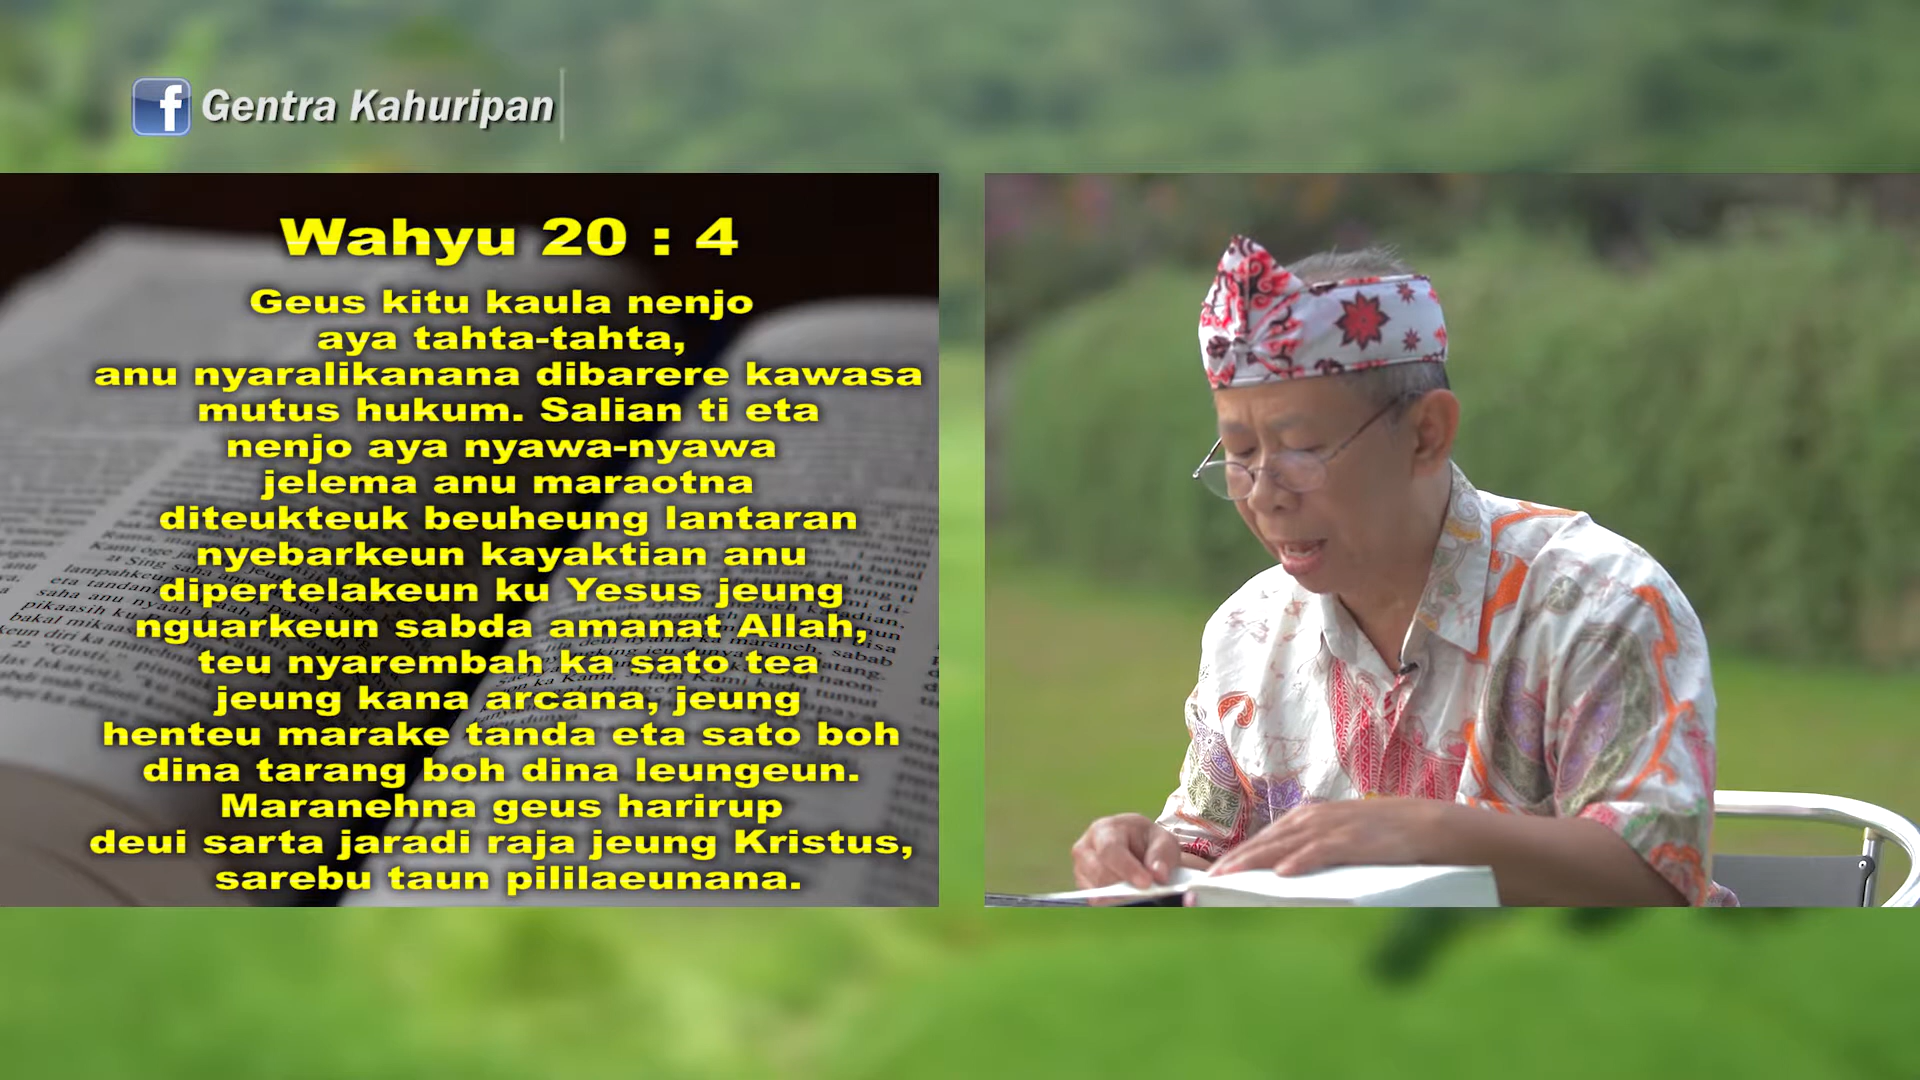 Gentra Kahuripan
Wahyu 20 : 4
Geus kitu kaula nenjo
aya tahta-tahta,
anu nyaralikanana dibarere kawasa
mutus hukum. Salian ti eta
nenjo aya nyawa-nyawa
jelema anu maraotna
diteukteuk beuheung lantaran
nyebarkeun kayaktian anu
dipertelakeun ku Yesus jeung
nguarkeun sabda amanat Allah,
teu nyarembah ka sato tea
jeung kana arcana, jeung
henteu marake tanda eta sato boh
dina tarang boh dina leungeun.
Maranehna geus harirup
deui sarta jaradi raja jeung Kristus,
sarebu taun pililaeunana.